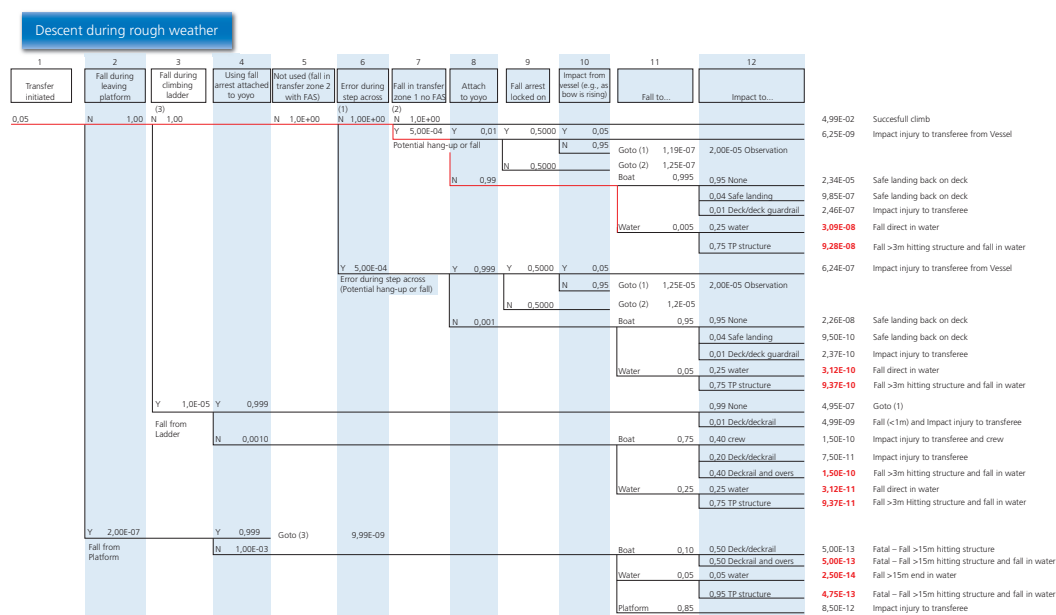 Descent during rough weather
1 2 3 4 5 6 7 8 9 10 11 12
Transfer initiated
Fall during leaving platform
Fall during climbing ladder
Using fall arrest attached to yoyo
Not used (fall in transfer zone 2 with FAS)
Error during step across
Fall in transfer zone 1 no FAS
Attach to yoyo
Fall arrest locked on
Impact from vessel (e.g., as bow is rising)
Fall to...
Impact to...
(3) (1) (2)
0,05 N 1,00 N 1,00 N 1,0E+00 N 1,00E+00 N 1,0E+00 4,99E-02 Succesfull climb
Y 5,00E-04 Y 0,01 Y 0,5000 Y 0,05 6,25E-09 Impact injury to transferee from Vessel
Potential hang-up or fall N 0,95 Goto (1) 1,19E-07 2,00E-05 Observation
N 0,5000 Goto (2) 1,25E-07
N 0,99 Boat 0,995 0,95 None 2,34E-05 Safe landing back on deck
0,04 Safe landing 9,85E-07 Safe landing back on deck
0,01 Deck/deck guardrail 2,46E-07 Impact injury to transferee
Water 0,005 0,25 water 3,09E-08 Fall direct in water
0,75 TP structure 9,28E-08 Fall >3m hitting structure and fall in water
Y 5,00E-04 Y 0,999 Y 0,5000 Y 0,05 6,24E-07 Impact injury to transferee from Vessel
Error during step across
(Potential hang-up or fall)
N 0,95 Goto (1) 1,25E-05 2,00E-05 Observation
N 0,5000 Goto (2) 1,2E-05
N 0,001 Boat 0,95 0,95 None 2,26E-08 Safe landing back on deck
0,04 Safe landing 9,50E-10 Safe landing back on deck
0,01 Deck/deck guardrail 2,37E-10 Impact injury to transferee
Water 0,05 0,25 water 3,12E-10 Fall direct in water
0,75 TP structure 9,37E-10 Fall >3m hitting structure and fall in water
Y 1,0E-05 Y 0,999 0,99 None 4,95E-07 Goto (1)
Fall from
Ladder
0,01 Deck/deckrail 4,99E-09 Fall (<1m) and Impact injury to transferee
N 0,0010 Boat 0,75 0,40 crew 1,50E-10 Impact injury to transferee and crew
0,20 Deck/deckrail 7,50E-11 Impact injury to transferee
0,40 Deckrail and overs 1,50E-10 Fall >3m hitting structure and fall in water
Water 0,25 0,25 water 3,12E-11 Fall direct in water
0,75 TP structure 9,37E-11 Fall >3m Hitting structure and fall in water
Y 2,00E-07 Y 0,999 Goto (3) 9,99E-09
Fall from
Platform
N 1,00E-03 Boat 0,10 0,50 Deck/deckrail 5,00E-13 Fatal – Fall >15m hitting structure
0,50 Deckrail and overs 5,00E-13 Fatal – Fall >15m hitting structure and fall in water
Water 0,05 0,05 water 2,50E-14 Fall >15m end in water
0,95 TP structure 4,75E-13 Fatal – Fall >15m hitting structure and fall in water
Platform 0,85 8,50E-12 Impact injury to transferee